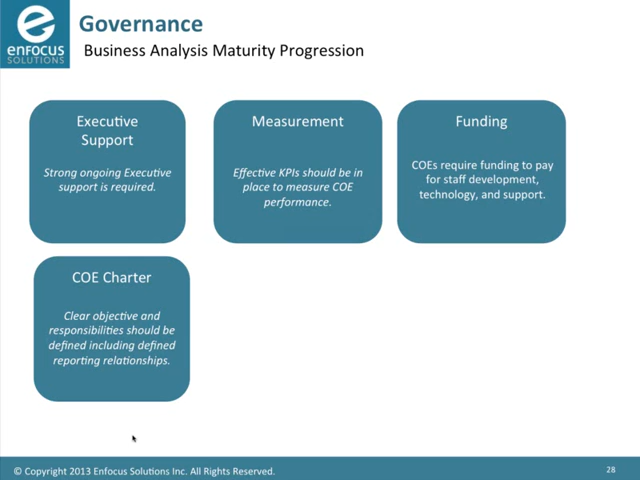 enfocus
SOLUTIONS
Governance
Business Analysis Maturity Progression
Executive
Support
Strong ongoing Executive
support is required.
Measurement
Effective KPIs should be in
place to measure COE
performance.
Funding
COEs require funding to pay
for staff development,
technology, and support.
COE Charter
Clear objective and
responsibilities should be
defined including defined
reporting relationships.
© Copyright 2013 Enfocus Solutions Inc. All Rights Reserved.
28